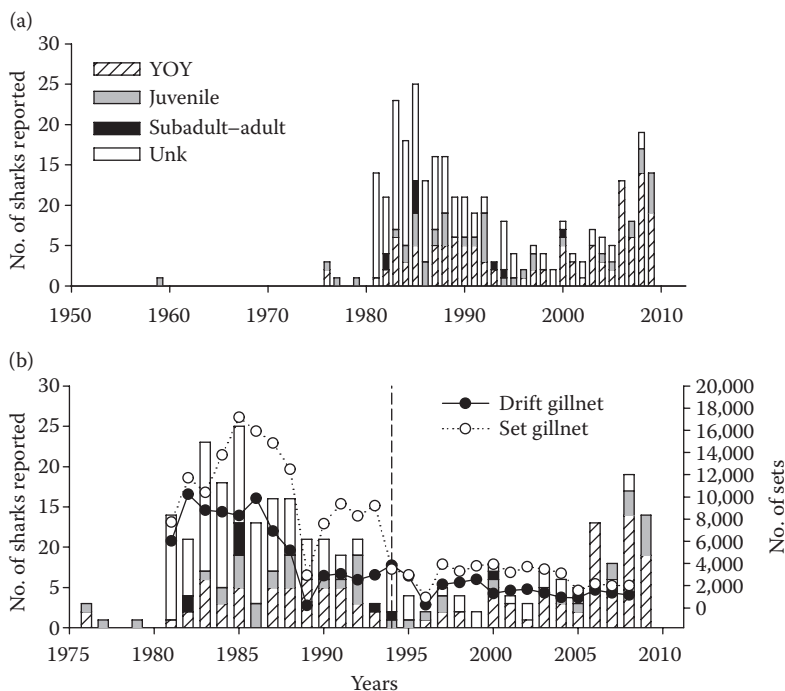 (a)
30
25
20
15
20
5
0
No. of sharks reported
YOY
Juvenile
Subadult–adult
Unk
1950 1960 1970 1980 1990 2000 2010
(b)
30
25
20
15
20
5
0
No. of sharks reported
Drift gillnet
Set gillnet
20,000
18,000
16,000
14,000
12,000
10,000
8,000
6,000
4,000
2,000
0
No. of sets
1975 1980 1985 1990 1995 2000 2005 2010
Years